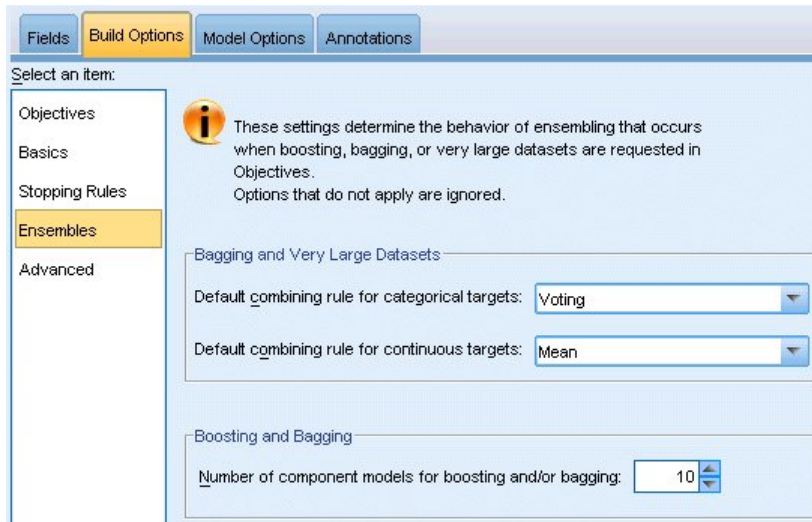 Fields
Build Options
Model Options
Annotations
Select an item:
Objectives
Basics
Stopping Rules
Ensembles
Advanced
These settings determine the behavior of ensembling that occurs
when boosting, bagging, or very large datasets are requested in
Objectives.
Options that do not apply are ignored.
Bagging and Very Large Datasets
Default combining rule for categorical targets: Voting
Default combining rule for continuous targets: Mean
Boosting and Bagging
Number of component models for boosting and/or bagging: 10